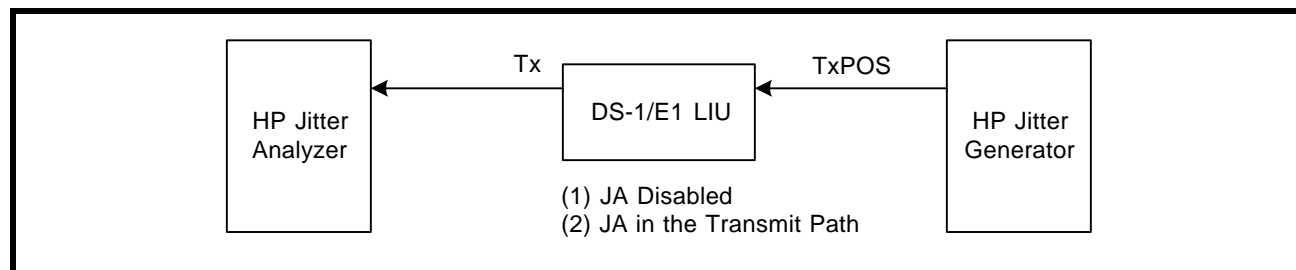 HP Jitter
Analyzer
Tx
DS-1/E1 LIU
TxPOS
HP Jitter
Generator
(1) JA Disabled
(2) JA in the Transmit Path